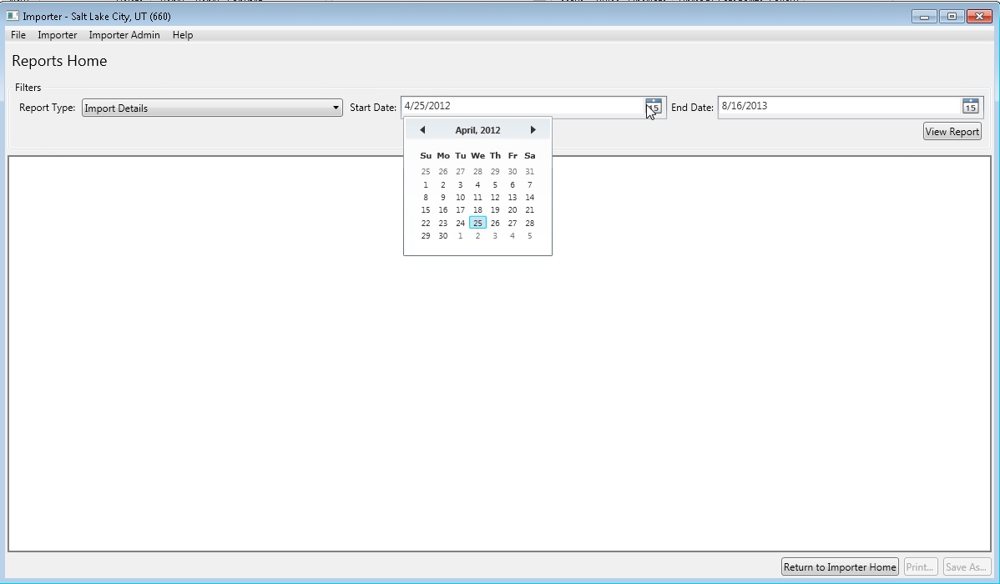 Importer - Salt Lake City, UT (660)
File Importer Importer Admin Help
Reports Home
Filters
Report Type: Import Details Start Date: 4/25/2012 15 End Date: 8/16/2013 15
View Report
April, 2012
Su Mo Tu We Th Fr Sa
25 26 27 28 29 30 31
1 2 3 4 5 6 7
8 9 10 11 12 13 14
15 16 17 18 19 20 21
22 23 24 25 26 27 28
29 30 1 2 3 4 5
Return to Importer Home Print... Save As...